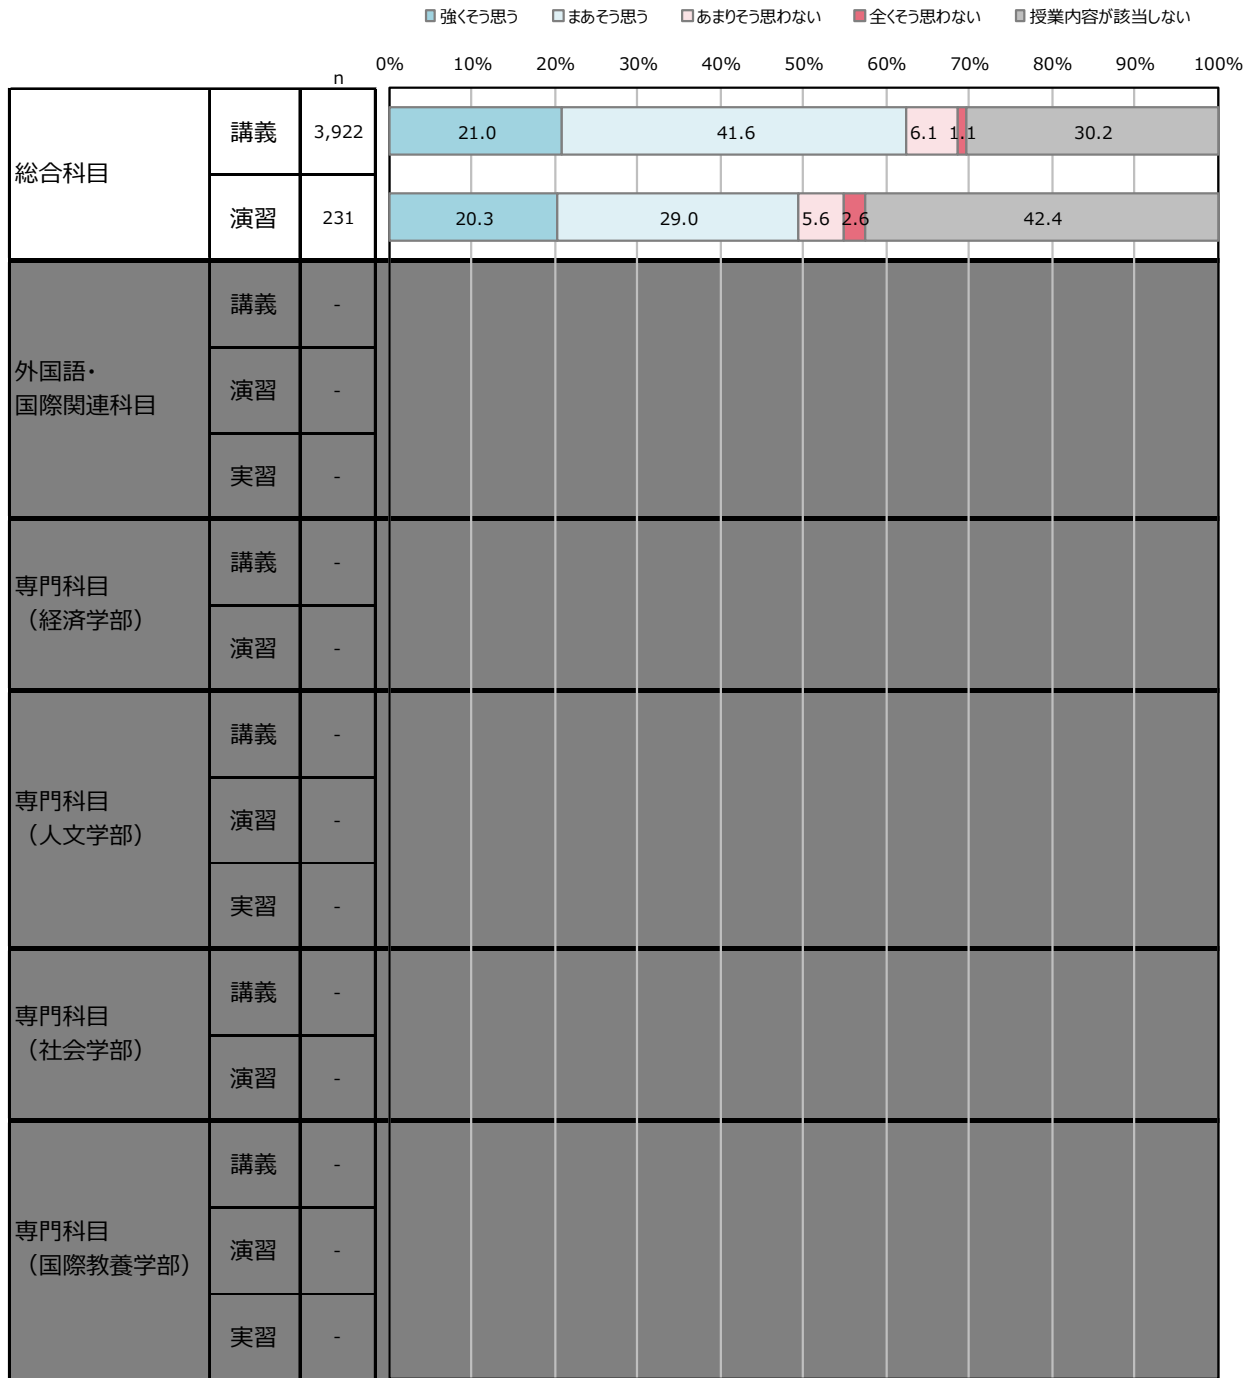 強くそう思う まあそう思う あまりそう思わない 全くそう思わない 授業内容が該当しない
n 0% 10% 20% 30% 40% 50% 60% 70% 80% 90% 100%
総合科目
講義 3,922 21.0 41.6 6.1 1.1 30.2
演習 231 20.3 29.0 5.6 2.6 42.4
外国語・
国際関連科目
講義 -
演習 -
実習 -
専門科目
（経済学部）
講義 -
演習 -
専門科目
（人文学部）
講義 -
演習 -
実習 -
専門科目
（社会学部）
講義 -
演習 -
専門科目
（国際教養学部）
講義 -
演習 -
実習 -